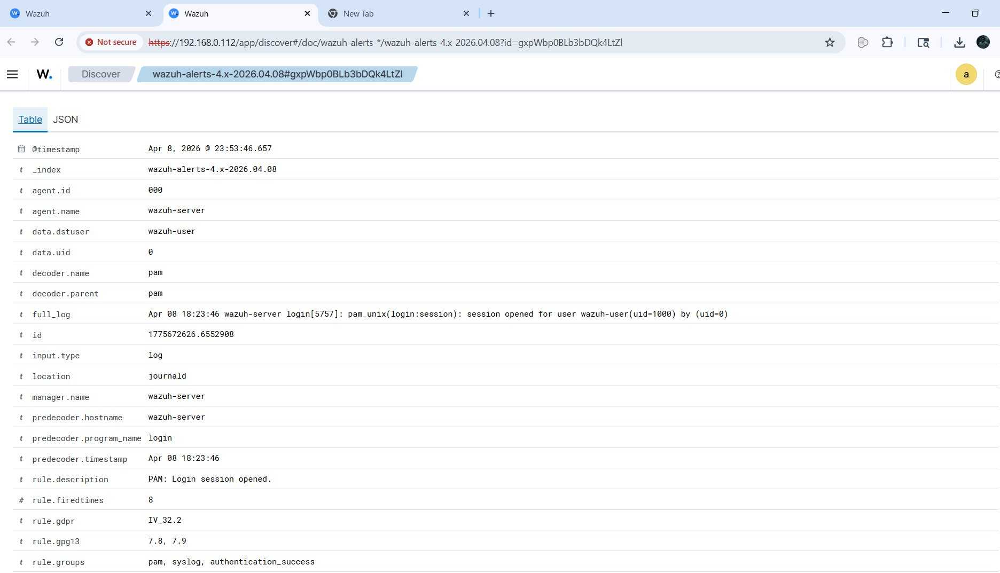 Wazuh
Wazuh
New Tab
Not secure https://192.168.0.112/app/discover#/doc/wazuh-alerts-*/wazuh-alerts-4.x-2026.04.08?id=gxpWbp0BLb3bDQk4LtZl
W. Discover wazuh-alerts-4.x-2026.04.08#gxpWbp0BLb3bDQk4LtZl a
Table JSON
@timestamp Apr 8, 2026 @ 23:53:46.657
t _index wazuh-alerts-4.x-2026.04.08
t agent.id 000
t agent.name wazuh-server
t data.dstuser wazuh-user
t data.uid 0
t decoder.name pam
t decoder.parent pam
t full_log Apr 08 18:23:46 wazuh-server login[5757]: pam_unix(login:session): session opened for user wazuh-user(uid=1000) by (uid=0)
t id 1775672626.6552908
t input.type log
t location journald
t manager.name wazuh-server
t predecoder.hostname wazuh-server
t predecoder.program_name login
t predecoder.timestamp Apr 08 18:23:46
t rule.description PAM: Login session opened.
# rule.firedtimes 8
t rule.gdpr IV_32.2
t rule.gpg13 7.8, 7.9
t rule.groups pam, syslog, authentication_success